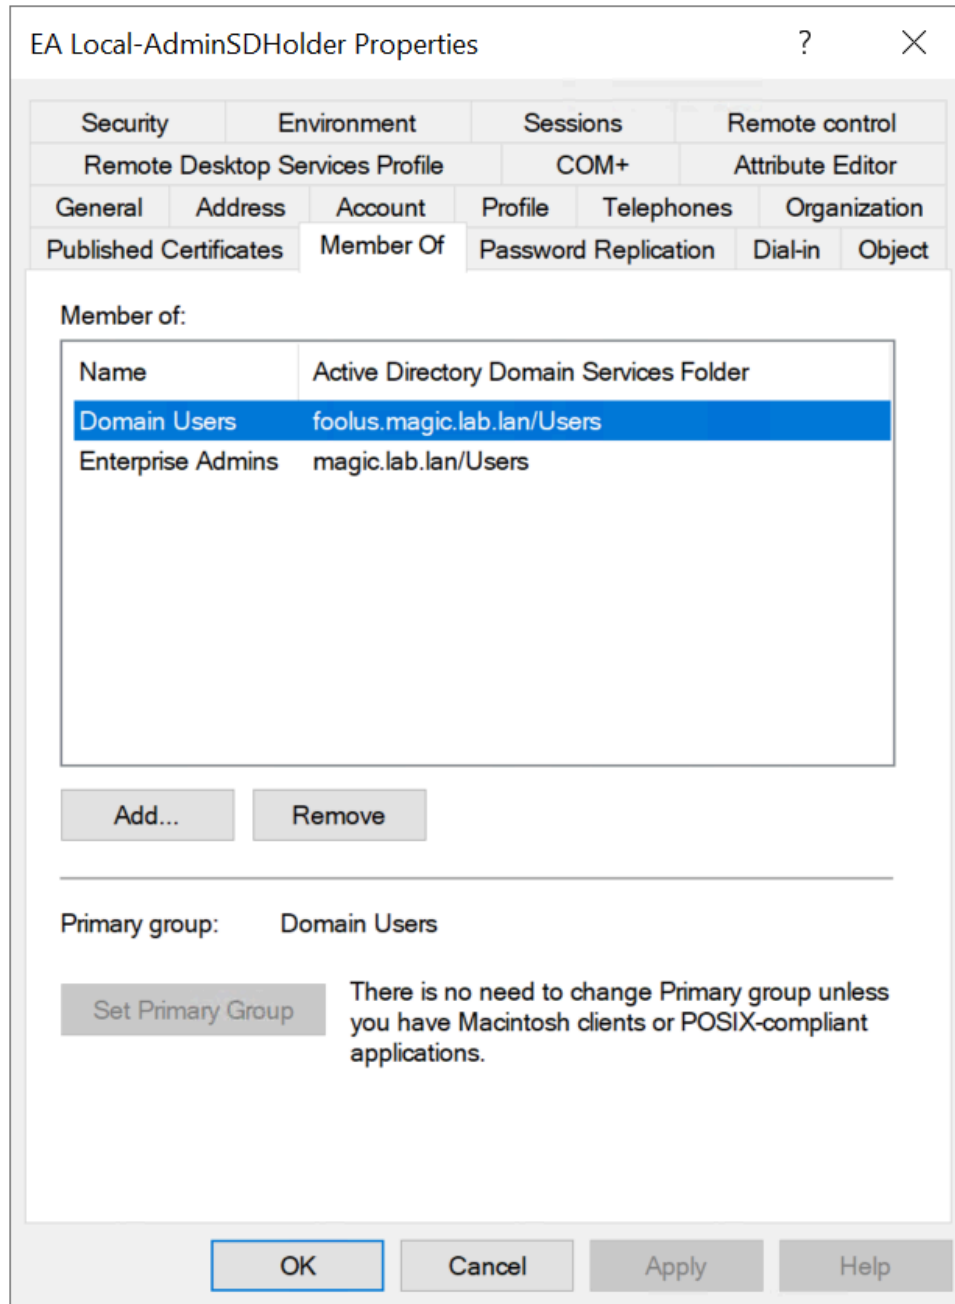 EA Local-AdminSDHolder Properties ?
Security Environment Sessions Remote control
Remote Desktop Services Profile COM+ Attribute Editor
General Address Account Profile Telephones Organization
Published Certificates Member Of Password Replication Dial-in Object
Member of:
Name Active Directory Domain Services Folder
Domain Users foolus.magic.lab.lan/Users
Enterprise Admins magic.lab.lan/Users
Add... Remove
Primary group: Domain Users
Set Primary Group
There is no need to change Primary group unless
you have Macintosh clients or POSIX-compliant
applications.
OK Cancel Apply Help